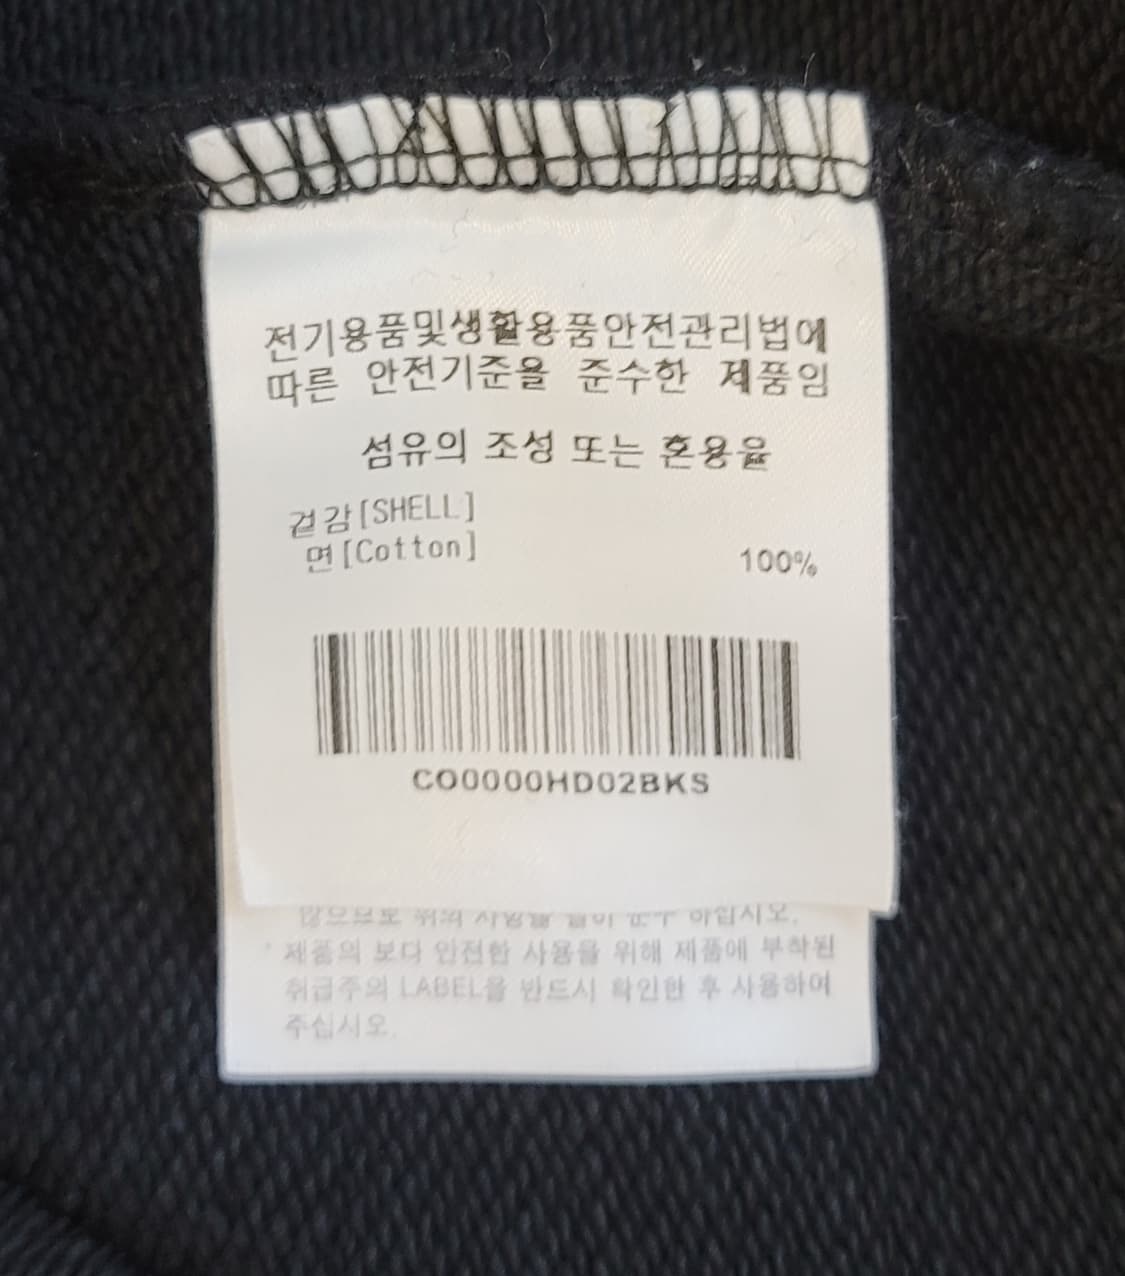 전기용품및생활용품안전관리법에
따른 안전기준을 준수한 제품임
섬유의 조성 또는 혼용율
겉감[SHELL]
면[Cotton] 100%
CO0000HD02BKS
하십시오.
* 제품의 보다 안전한 사용을 위해 제품에 부착된
취급주의 LABEL을 반드시 확인한 후 사용하여
주십시오.